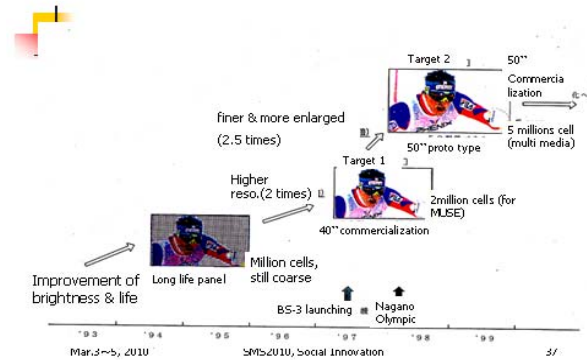 Target 2
50"
Commercia
lization
finer & more enlarged
(2.5 times)
5 millions cell
(multi media)
50"proto type
Target 1
Higher
reso.(2 times)
2million cells (for
MUSE)
40"commercialization
Improvement of
brightness & life
Long life panel
Million cells,
still coarse
BS-3 launching
Nagano
Olympic
'93
'94
'95
'96
'97
'98
'99
Mar.3～5, 2010
SMS2010, Social Innovation
37